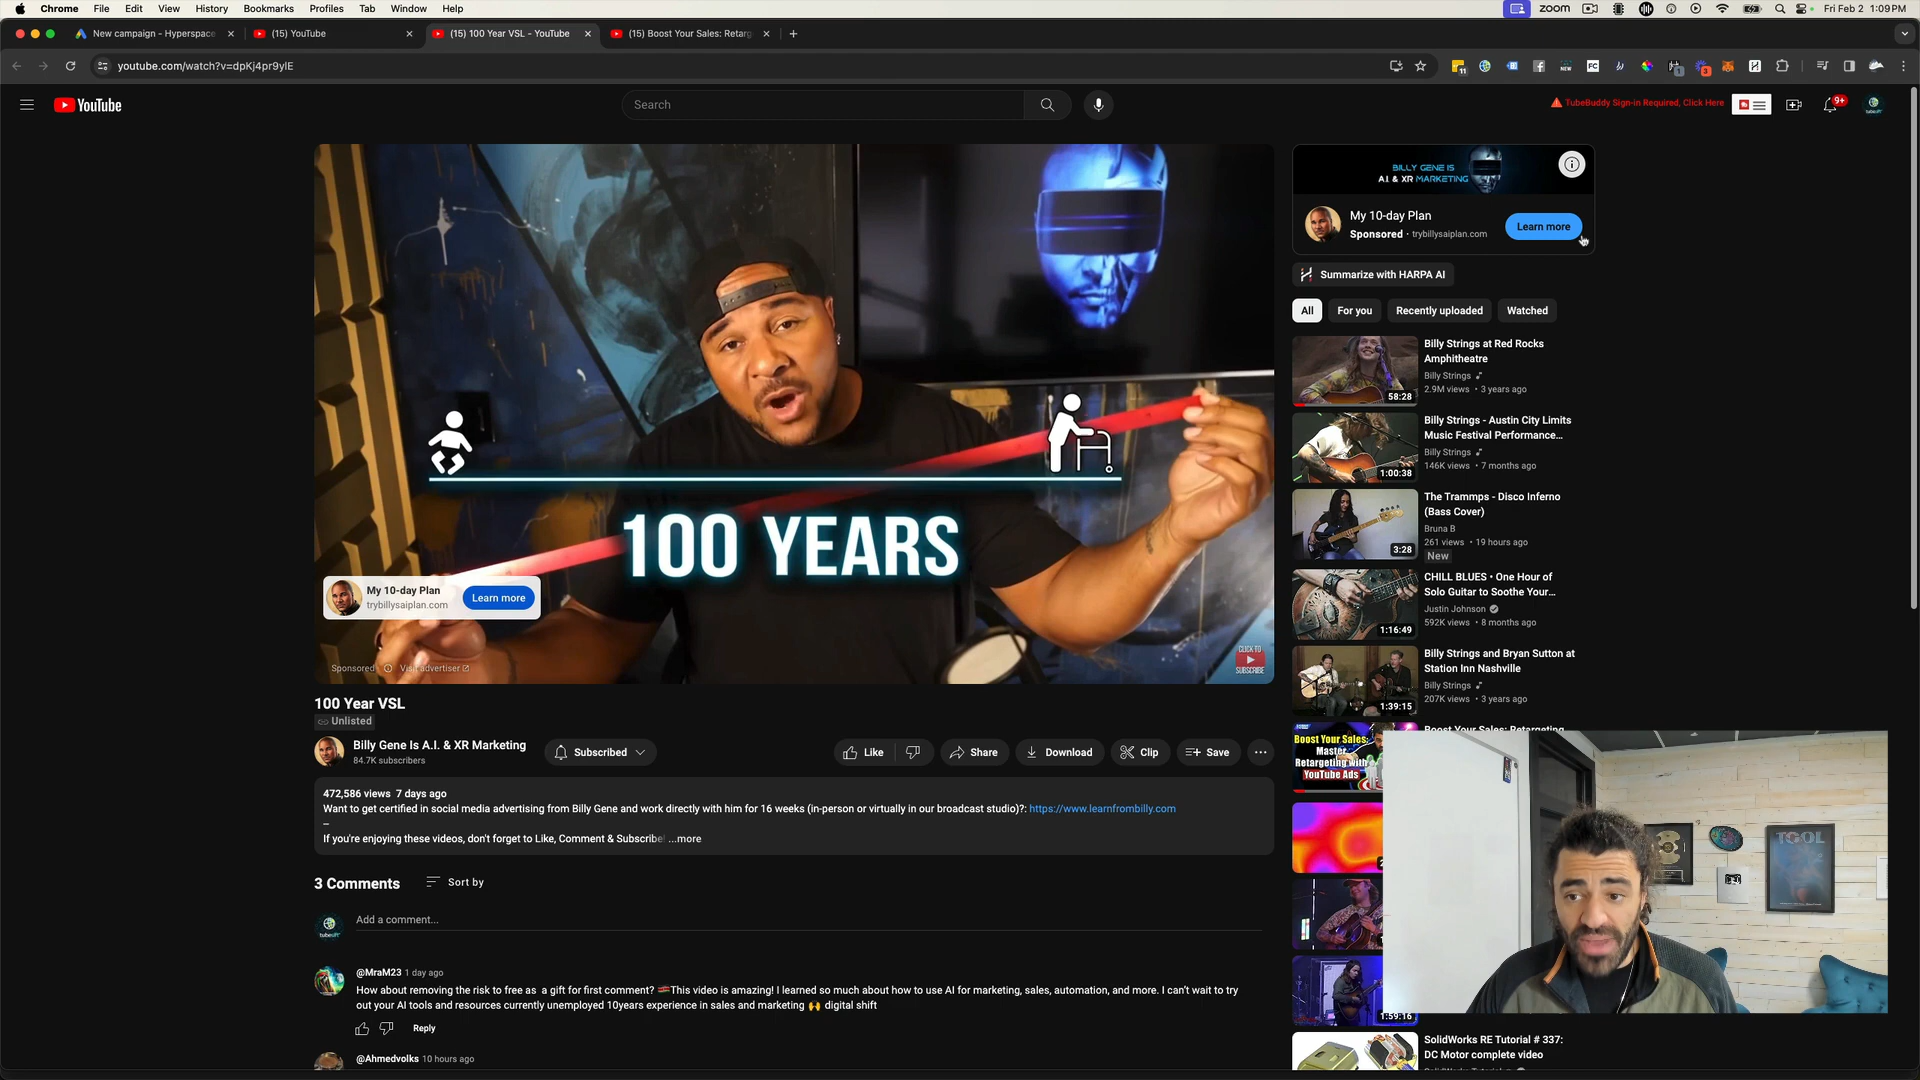 Chrome File Edit View History Bookmarks Profiles Tab Window Help
zoom Fri Feb 2 1:09 PM
New campaign - Hyperspace
(15) YouTube
(15) 100 Year VSL - YouTube
(15) Boost Your Sales: Retarg
youtube.com/watch?v=dpKj4pr9ylE
YouTube
Search
TubeBuddy Sign-in Required, Click Here
9+
BILLY GENE IS
A.I. & XR MARKETING
My 10-day Plan
Sponsored · trybillysaiplan.com
Learn more
Summarize with HARPA AI
All For you Recently uploaded Watched
100 YEARS
My 10-day Plan
trybillysaiplan.com
Learn more
Sponsored Visit advertiser
CLICK TO
SUBSCRIBE
Billy Strings at Red Rocks
Amphitheatre
Billy Strings
2.9M views • 3 years ago
58:28
Billy Strings - Austin City Limits
Music Festival Performance...
Billy Strings
146K views • 7 months ago
1:00:38
The Trammps - Disco Inferno
(Bass Cover)
Bruna B
261 views • 19 hours ago
New
3:28
CHILL BLUES • One Hour of
Solo Guitar to Soothe Your...
Justin Johnson
592K views • 8 months ago
1:16:49
Billy Strings and Bryan Sutton at
Station Inn Nashville
Billy Strings
207K views • 3 years ago
1:39:15
Boost Your Sales: Retargeting
Boost Your Sales:
Master
Retargeting with
YouTube Ads
1:59:16
SolidWorks RE Tutorial # 337:
DC Motor complete video
TOOL
100 Year VSL
Unlisted
Billy Gene Is A.I. & XR Marketing
84.7K subscribers
Subscribed
Like Share Download Clip Save
472,586 views 7 days ago
Want to get certified in social media advertising from Billy Gene and work directly with him for 16 weeks (in-person or virtually in our broadcast studio)?: https://www.learnfrombilly.com
–
If you're enjoying these videos, don't forget to Like, Comment & Subscribe! ...more
3 Comments Sort by
Add a comment...
@MraM23 1 day ago
How about removing the risk to free as a gift for first comment? This video is amazing! I learned so much about how to use AI for marketing, sales, automation, and more. I can't wait to try
out your AI tools and resources currently unemployed 10years experience in sales and marketing 🙌 digital shift
Reply
@Ahmedvolks 10 hours ago